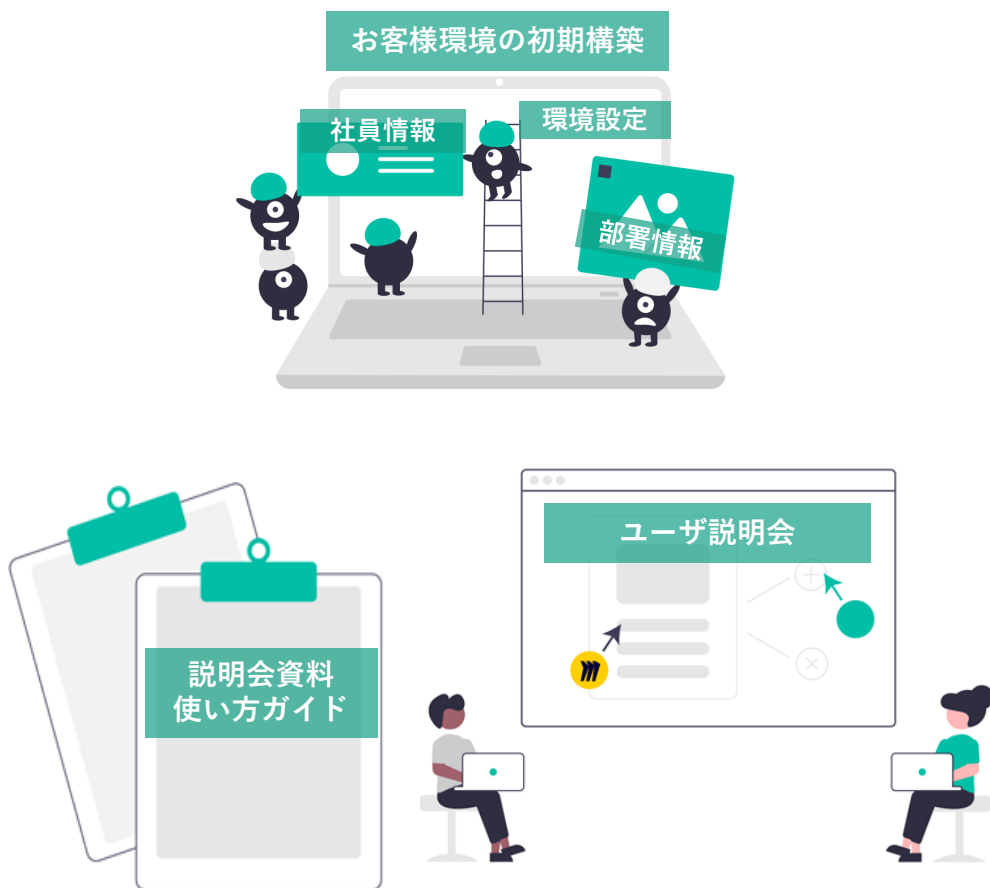 お客様環境の初期構築
社員情報
環境設定
部署情報
ユーザ説明会
説明会資料
使い方ガイド